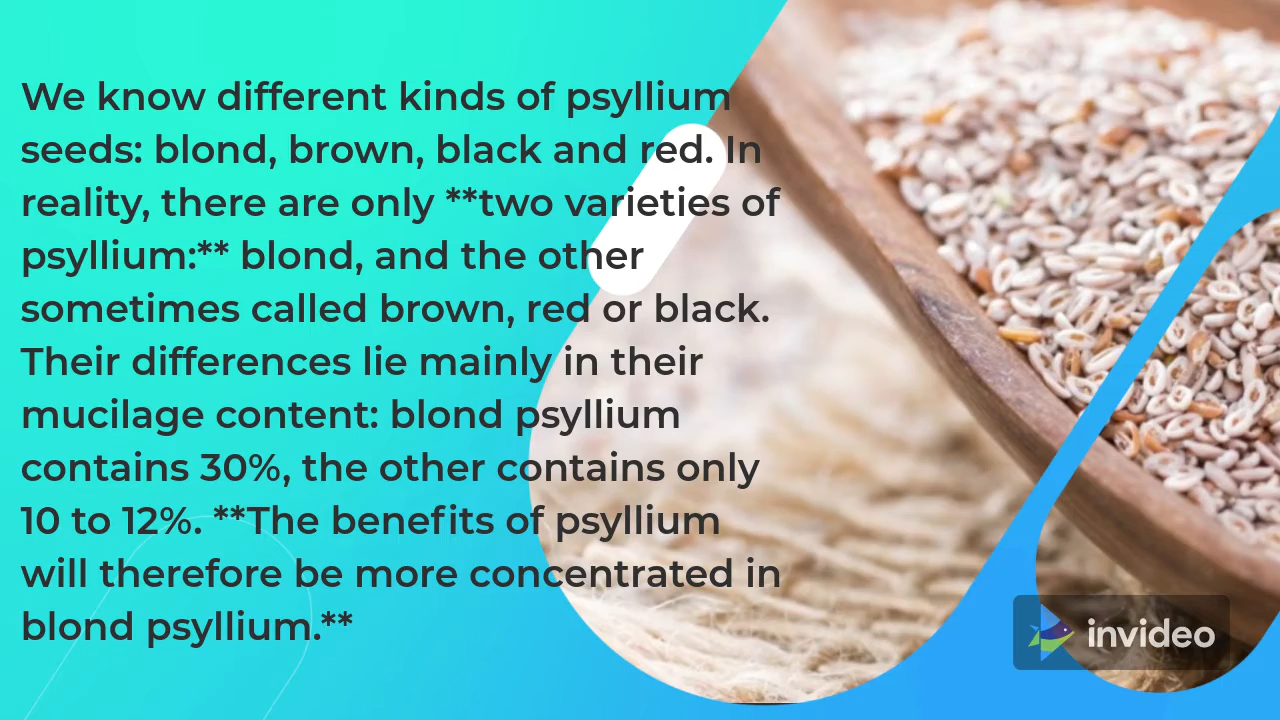 We know different kinds of psyllium
seeds: blond, brown, black and red. In
reality, there are only **two varieties of
psyllium:** blond, and the other
sometimes called brown, red or black.
Their differences lie mainly in their
mucilage content: blond psyllium
contains 30%, the other contains only
10 to 12%. **The benefits of psyllium
will therefore be more concentrated in
blond psyllium.**
invideo